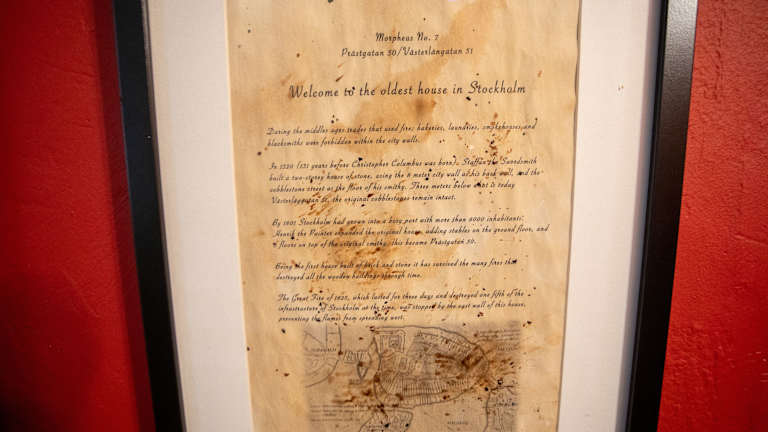 Morpheus No. 7
Prästgatan 50/Västerlångatan 51
Welcome to the oldest house in Stockholm
During the middles ages trades that used fire; bakeries, laundries, smokehouses and
blacksmiths were forbidden within the city walls.
In 1320 (131 years before Christopher Columbus was born), Staffan the Swordsmith
built a two-storey house of stone, using the 8 meter city wall as his back wall, and the
cobblestone street as the floor of his smithy. Three meters below what is today
Västerlångatan 51, the original cobblestones remain intact.
By 1601 Stockholm had grown into a busy port with more than 9000 inhabitants.
Henrik the Painter expanded the original house, adding stables on the ground floor, and
floors on top of the original smithy, this became Prästgatan 50.
Being the first house built of brick and stone it has survived the many fires that
destroyed all the wooden buildings through time.
The Great Fire of 1625, which lasted for three days and destroyed one fifth of the
infrastructure of Stockholm at the time, was stopped by the east wall of this house,
preventing the flames from spreading west.